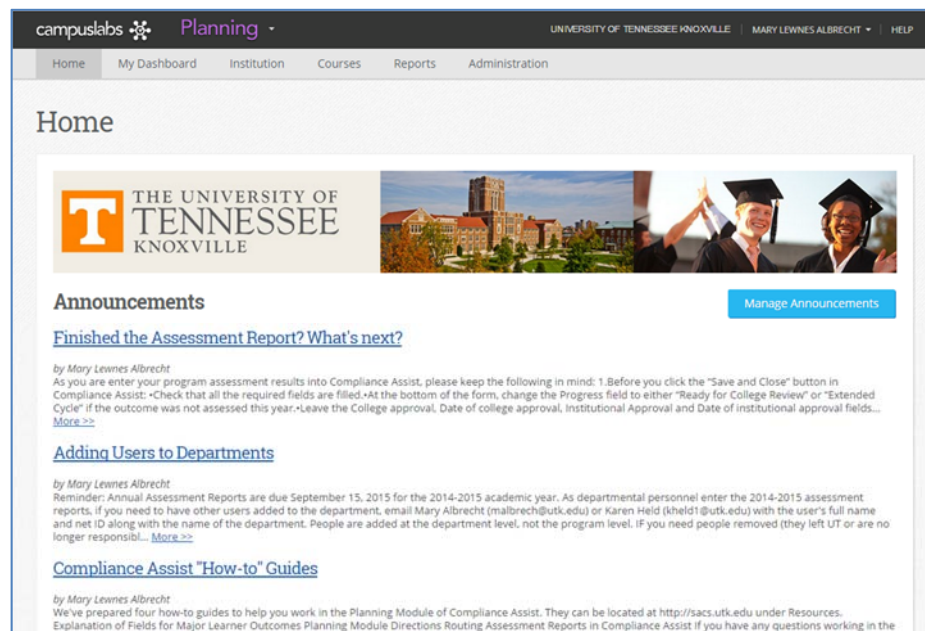 campuslabs Planning UNIVERSITY OF TENNESSEE KNOXVILLE MARY LEWNES ALBRECHT HELP
Home My Dashboard Institution Courses Reports Administration
Home
T THE UNIVERSITY OF
TENNESSEE
KNOXVILLE
Announcements Manage Announcements
Finished the Assessment Report? What's next?
by Mary Lewnes Albrecht
As you are enter your program assessment results into Compliance Assist, please keep the following in mind: 1.Before you click the "Save and Close" button in
Compliance Assist: •Check that all the required fields are filled.•At the bottom of the form, change the Progress field to either "Ready for College Review" or "Extended
Cycle" if the outcome was not assessed this year.•Leave the College approval, Date of college approval, Institutional Approval and Date of institutional approval fields...
More >>
Adding Users to Departments
by Mary Lewnes Albrecht
Reminder: Annual Assessment Reports are due September 15, 2015 for the 2014-2015 academic year. As departmental personnel enter the 2014-2015 assessment
reports, if you need to have other users added to the department, email Mary Albrecht (malbrech@utk.edu) or Karen Held (kheld1@utk.edu) with the user's full name
and net ID along with the name of the department. People are added at the department level, not the program level. IF you need people removed (they left UT or are no
longer responsibl... More >>
Compliance Assist "How-to" Guides
by Mary Lewnes Albrecht
We've prepared four how-to guides to help you work in the Planning Module of Compliance Assist. They can be located at http://sacs.utk.edu under Resources.
Explanation of Fields for Major Learner Outcomes Planning Module Directions Routing Assessment Reports in Compliance Assist If you have any questions working in the